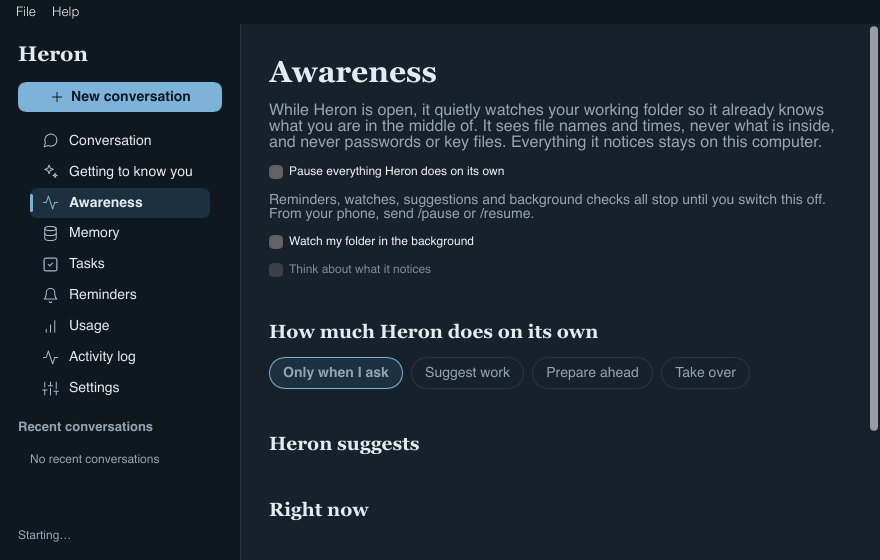 File Help
Heron
New conversation
Conversation
Getting to know you
Awareness
Memory
Tasks
Reminders
Usage
Activity log
Settings
Recent conversations
No recent conversations
Starting…
Awareness
While Heron is open, it quietly watches your working folder so it already knows
what you are in the middle of. It sees file names and times, never what is inside,
and never passwords or key files. Everything it notices stays on this computer.
Pause everything Heron does on its own
Reminders, watches, suggestions and background checks all stop until you switch this off.
From your phone, send /pause or /resume.
Watch my folder in the background
Think about what it notices
How much Heron does on its own
Only when I ask Suggest work Prepare ahead Take over
Heron suggests
Right now